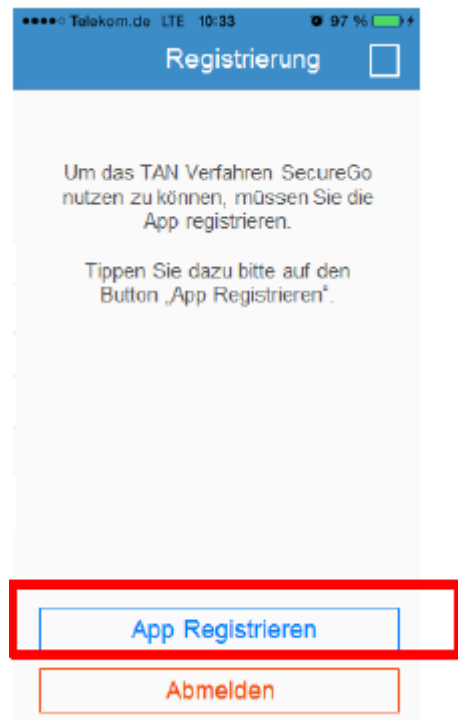 Telekom.de LTE 10:33 97 %
Registrierung
Um das TAN Verfahren SecureGo
nutzen zu können, müssen Sie die
App registrieren.
Tippen Sie dazu bitte auf den
Button „App Registrieren“.
App Registrieren
Abmelden